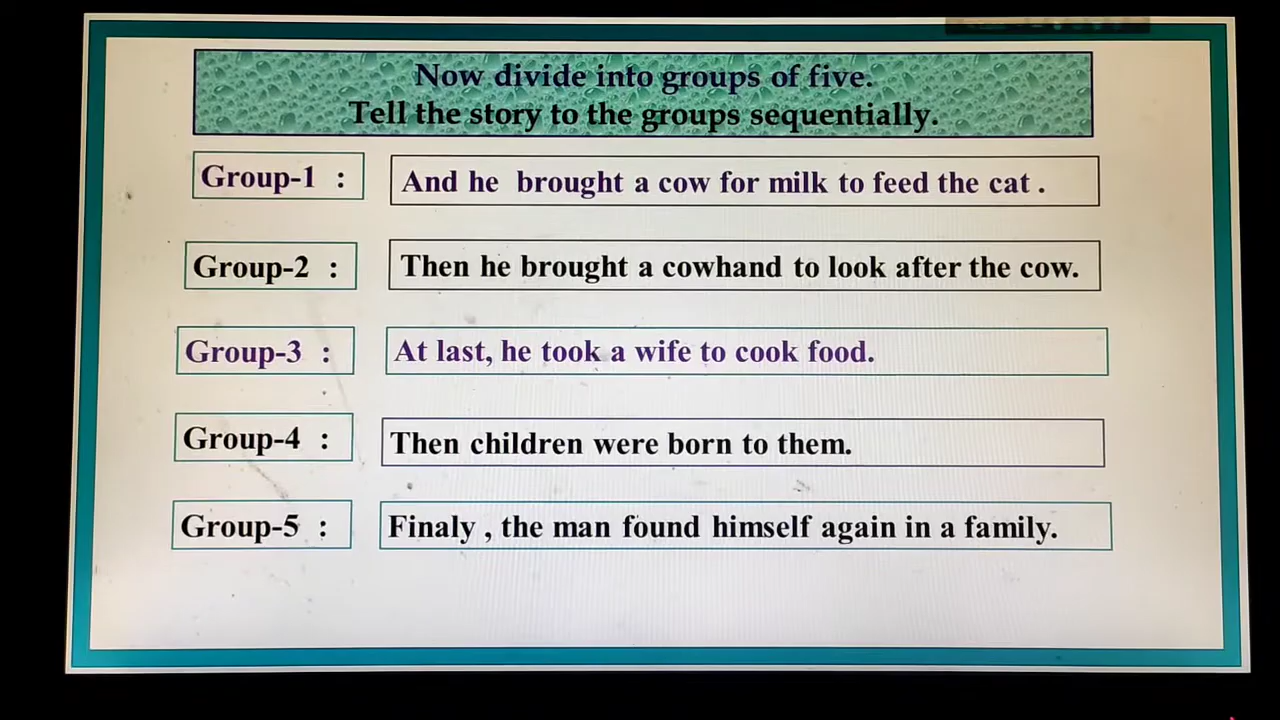 Now divide into groups of five.
Tell the story to the groups sequentially.
Group-1 : And he brought a cow for milk to feed the cat .
Group-2 : Then he brought a cowhand to look after the cow.
Group-3 : At last, he took a wife to cook food.
Group-4 : Then children were born to them.
Group-5 : Finaly , the man found himself again in a family.